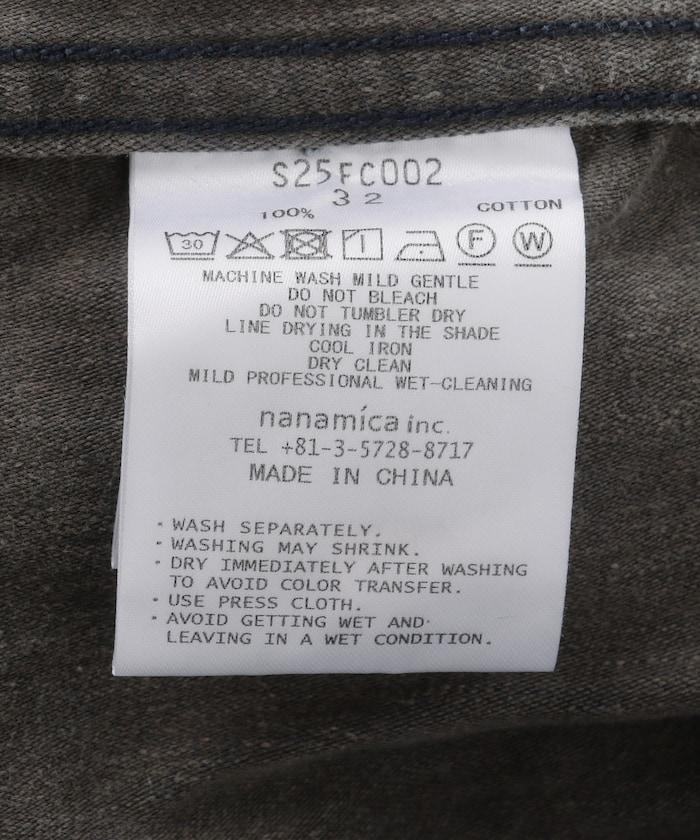 S25FC002
32
100% COTTON
30 F W
MACHINE WASH MILD GENTLE
DO NOT BLEACH
DO NOT TUMBLER DRY
LINE DRYING IN THE SHADE
COOL IRON
DRY CLEAN
MILD PROFESSIONAL WET-CLEANING
nanamíca inc.
TEL +81-3-5728-8717
MADE IN CHINA
・WASH SEPARATELY.
・WASHING MAY SHRINK.
・DRY IMMEDIATELY AFTER WASHING
TO AVOID COLOR TRANSFER.
・USE PRESS CLOTH.
・AVOID GETTING WET AND
LEAVING IN A WET CONDITION.